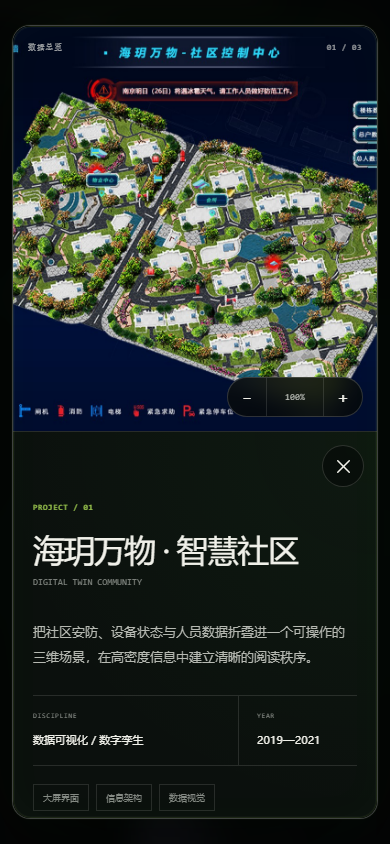 数据总览
海玥万物 - 社区控制中心
01 / 03
南京明日（26日）将遇冰雹天气，请工作人员做好防范工作。
楼栋
总户数
总人数
物业中心
闸机
消防
电梯
紧急求助
紧急停车位
− 100% +
PROJECT / 01
海玥万物 · 智慧社区
DIGITAL TWIN COMMUNITY
把社区安防、设备状态与人员数据折叠进一个可操作的
三维场景，在高密度信息中建立清晰的阅读秩序。
DISCIPLINE
YEAR
数据可视化 / 数字孪生
2019—2021
大屏界面
信息架构
数据视觉